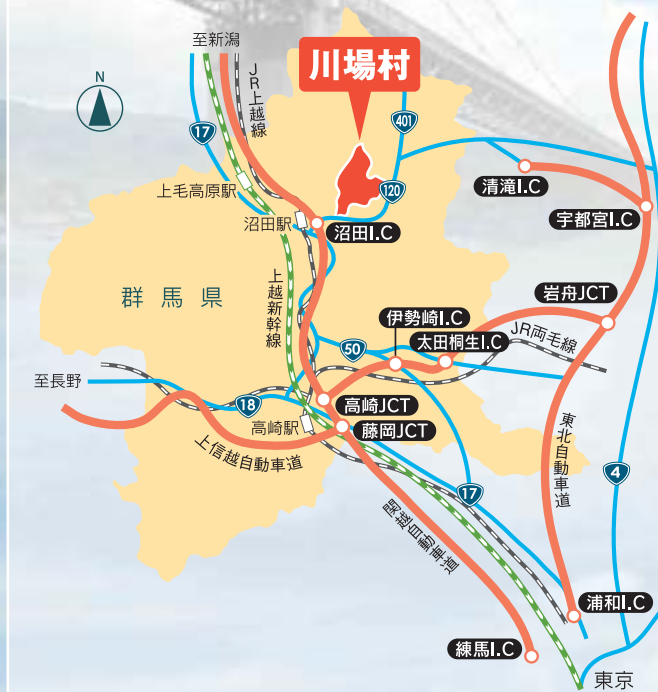 至新潟
川場村
N
JR上越線
17
401
上毛高原駅
120
清滝I.C
宇都宮I.C
沼田駅
沼田I.C
群馬県
上越新幹線
岩舟JCT
伊勢崎I.C
太田桐生I.C
JR両毛線
50
至長野
18
高崎JCT
高崎駅
藤岡JCT
上信越自動車道
東北自動車道
4
17
関越自動車道
浦和I.C
練馬I.C
東京